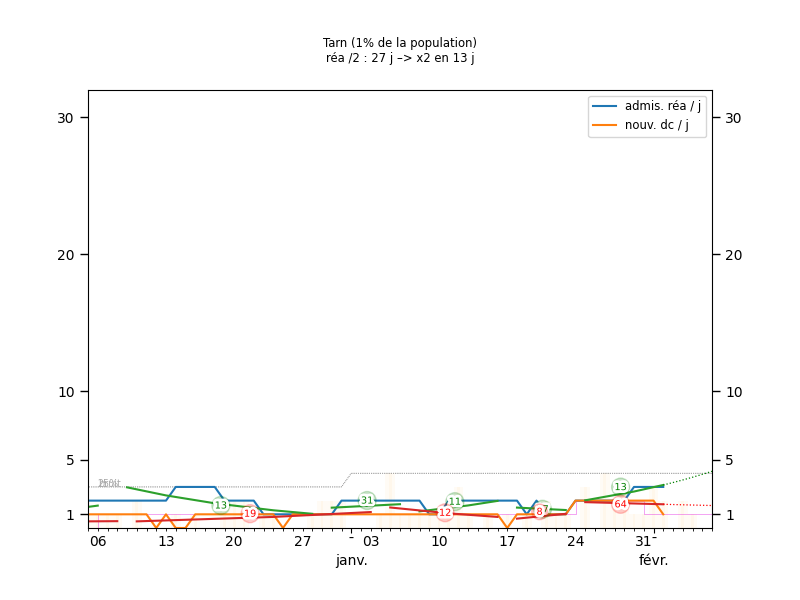 Tarn (1% de la population)
réa /2 : 27 j –> x2 en 13 j
admis. réa / j
nouv. dc / j
30 30
20 20
10 10
5 5
1 1
13 19 31 11 12 8 13 64
06 13 20 27 03 10 17 24 31
janv. févr.